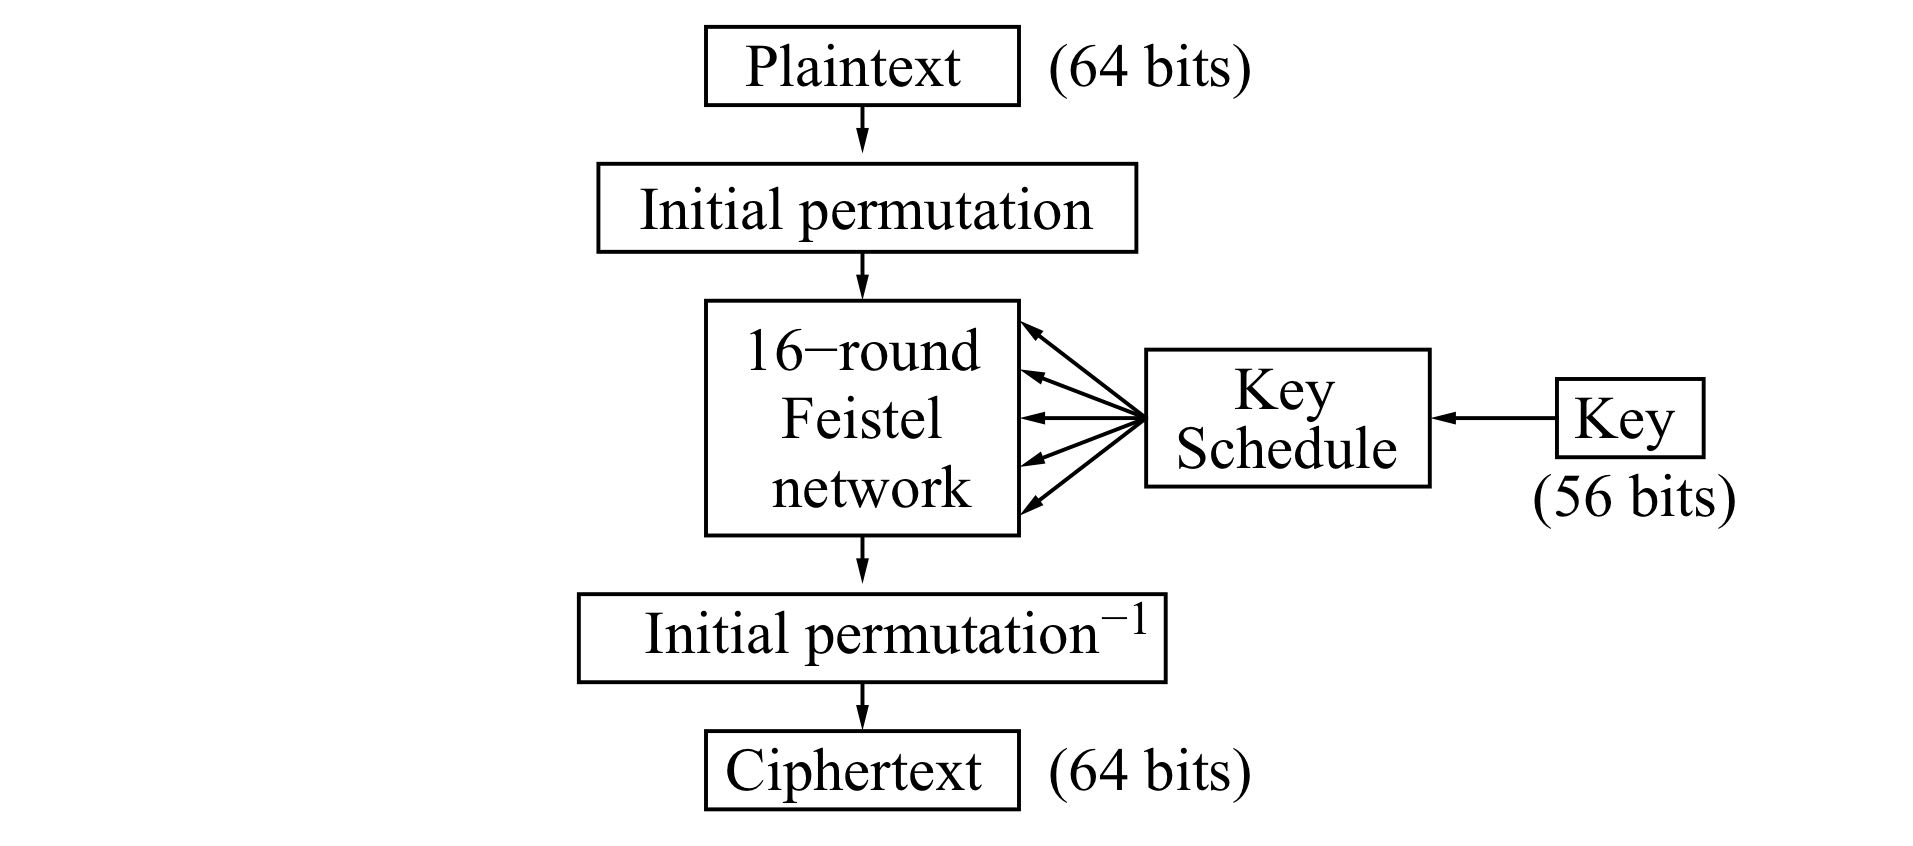 Plaintext (64 bits)
Initial permutation
16−round
Feistel
network
Key
Schedule
Key
(56 bits)
Initial permutation⁻¹
Ciphertext (64 bits)